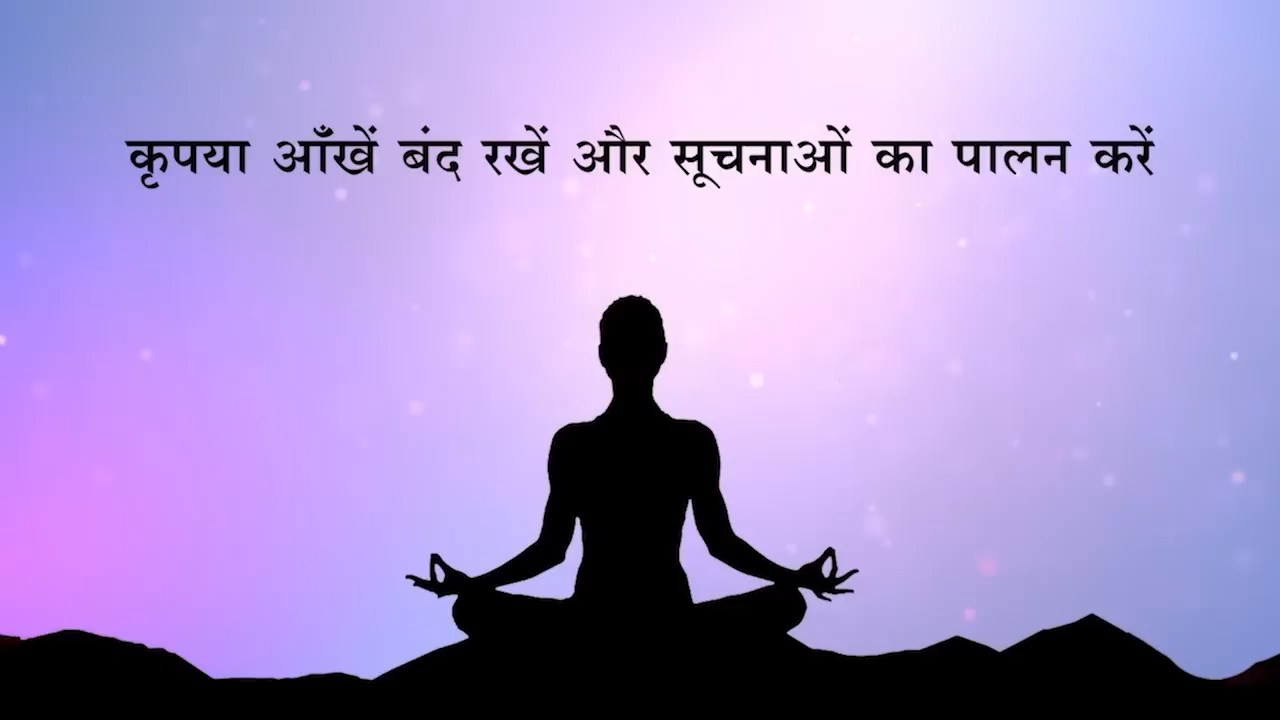 कृपया आँखें बंद रखें और सूचनाओं का पालन करें